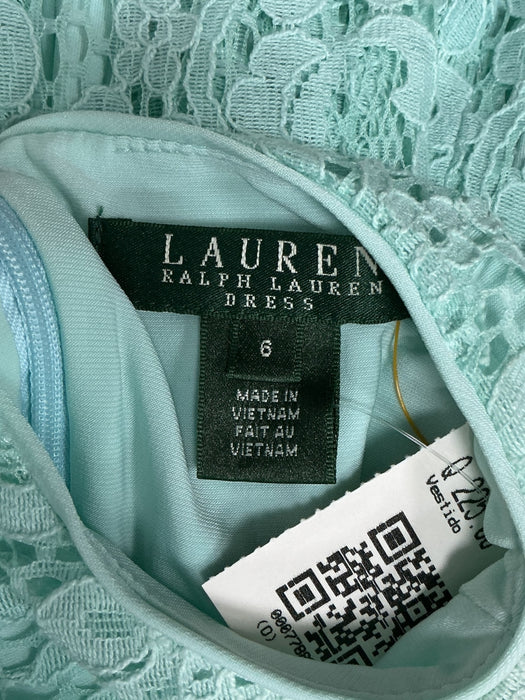 LAUREN
RALPH LAUREN
DRESS
6
MADE IN
VIETNAM
FAIT AU
VIETNAM
Vestido
(D)